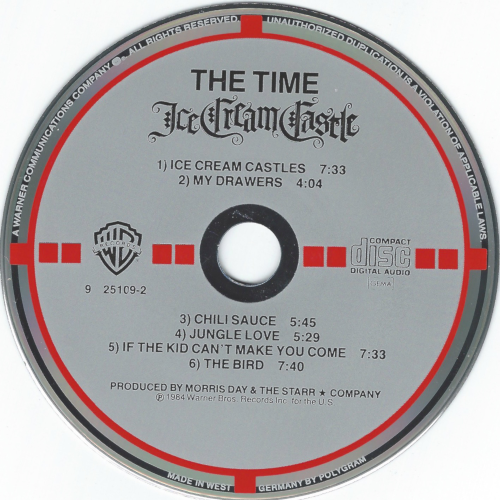 A WARNER COMMUNICATIONS COMPANY ALL RIGHTS RESERVED
UNAUTHORIZED DUPLICATION IS A VIOLATION OF APPLICABLE LAWS
THE TIME
Ice Cream Castle
1) ICE CREAM CASTLES 7:33
2) MY DRAWERS 4:04
RECORDS
9 25109-2
COMPACT
disc
DIGITAL AUDIO
GEMA
3) CHILI SAUCE 5:45
4) JUNGLE LOVE 5:29
5) IF THE KID CAN'T MAKE YOU COME 7:33
6) THE BIRD 7:40
PRODUCED BY MORRIS DAY & THE STARR ★ COMPANY
℗ 1984 Warner Bros. Records Inc. for the U.S.
MADE IN WEST GERMANY BY POLYGRAM